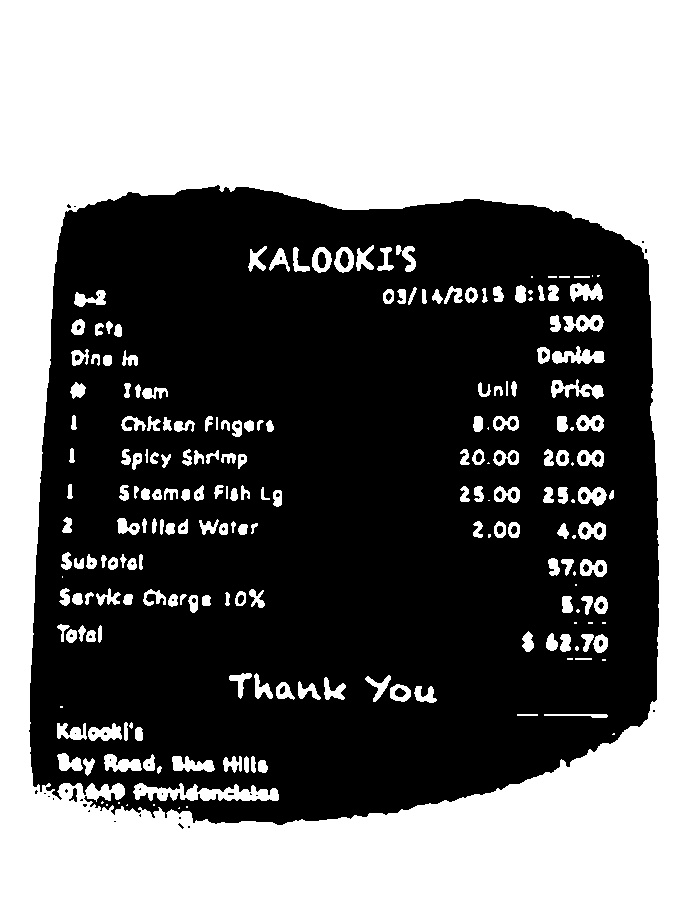 KALOOKI'S
b-2 03/14/2015 8:12 PM
0 cts 5300
Dine in Denise
# Item Unit Price
1 Chicken Fingers 8.00 8.00
1 Spicy Shrimp 20.00 20.00
1 Steamed Fish Lg 25.00 25.00
2 Bottled Water 2.00 4.00
Subtotal 57.00
Service Charge 10% 5.70
Total $ 62.70
Thank You
Kalooki's
Bay Road, Blue Hills
01649 Providenciales